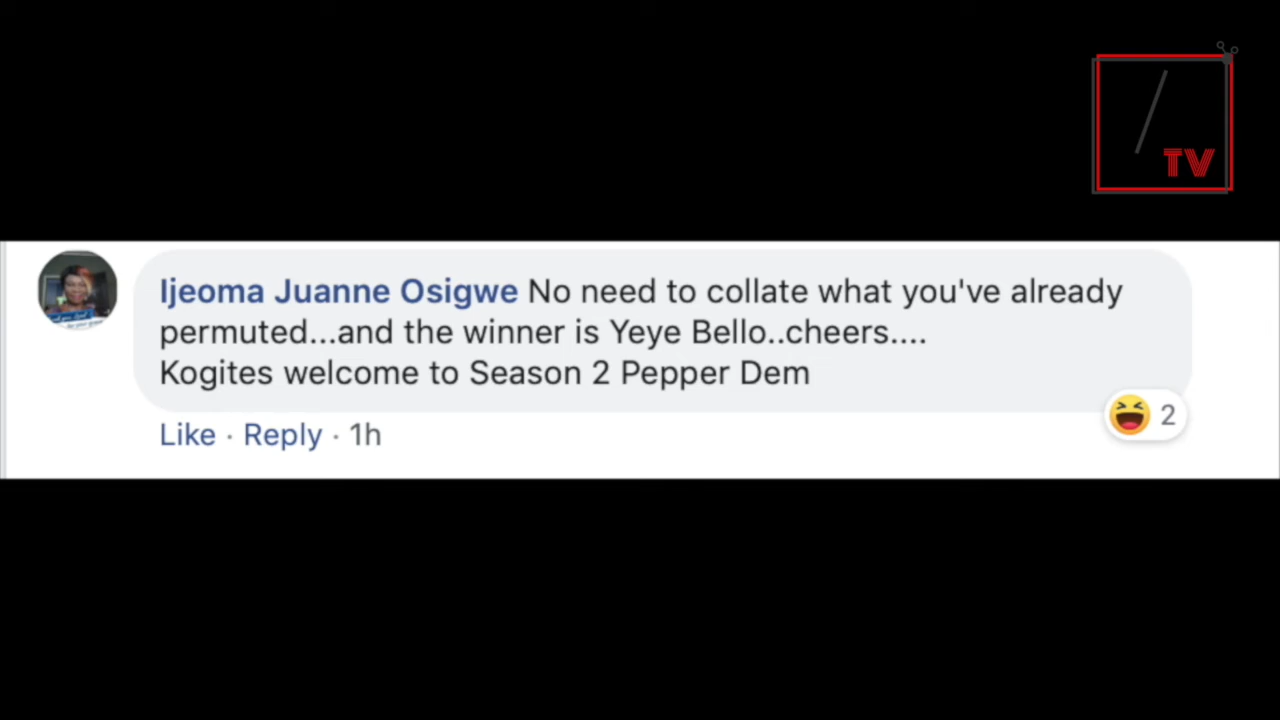 TV
Ijeoma Juanne Osigwe No need to collate what you've already
permuted...and the winner is Yeye Bello..cheers....
Kogites welcome to Season 2 Pepper Dem
2
Like · Reply · 1h